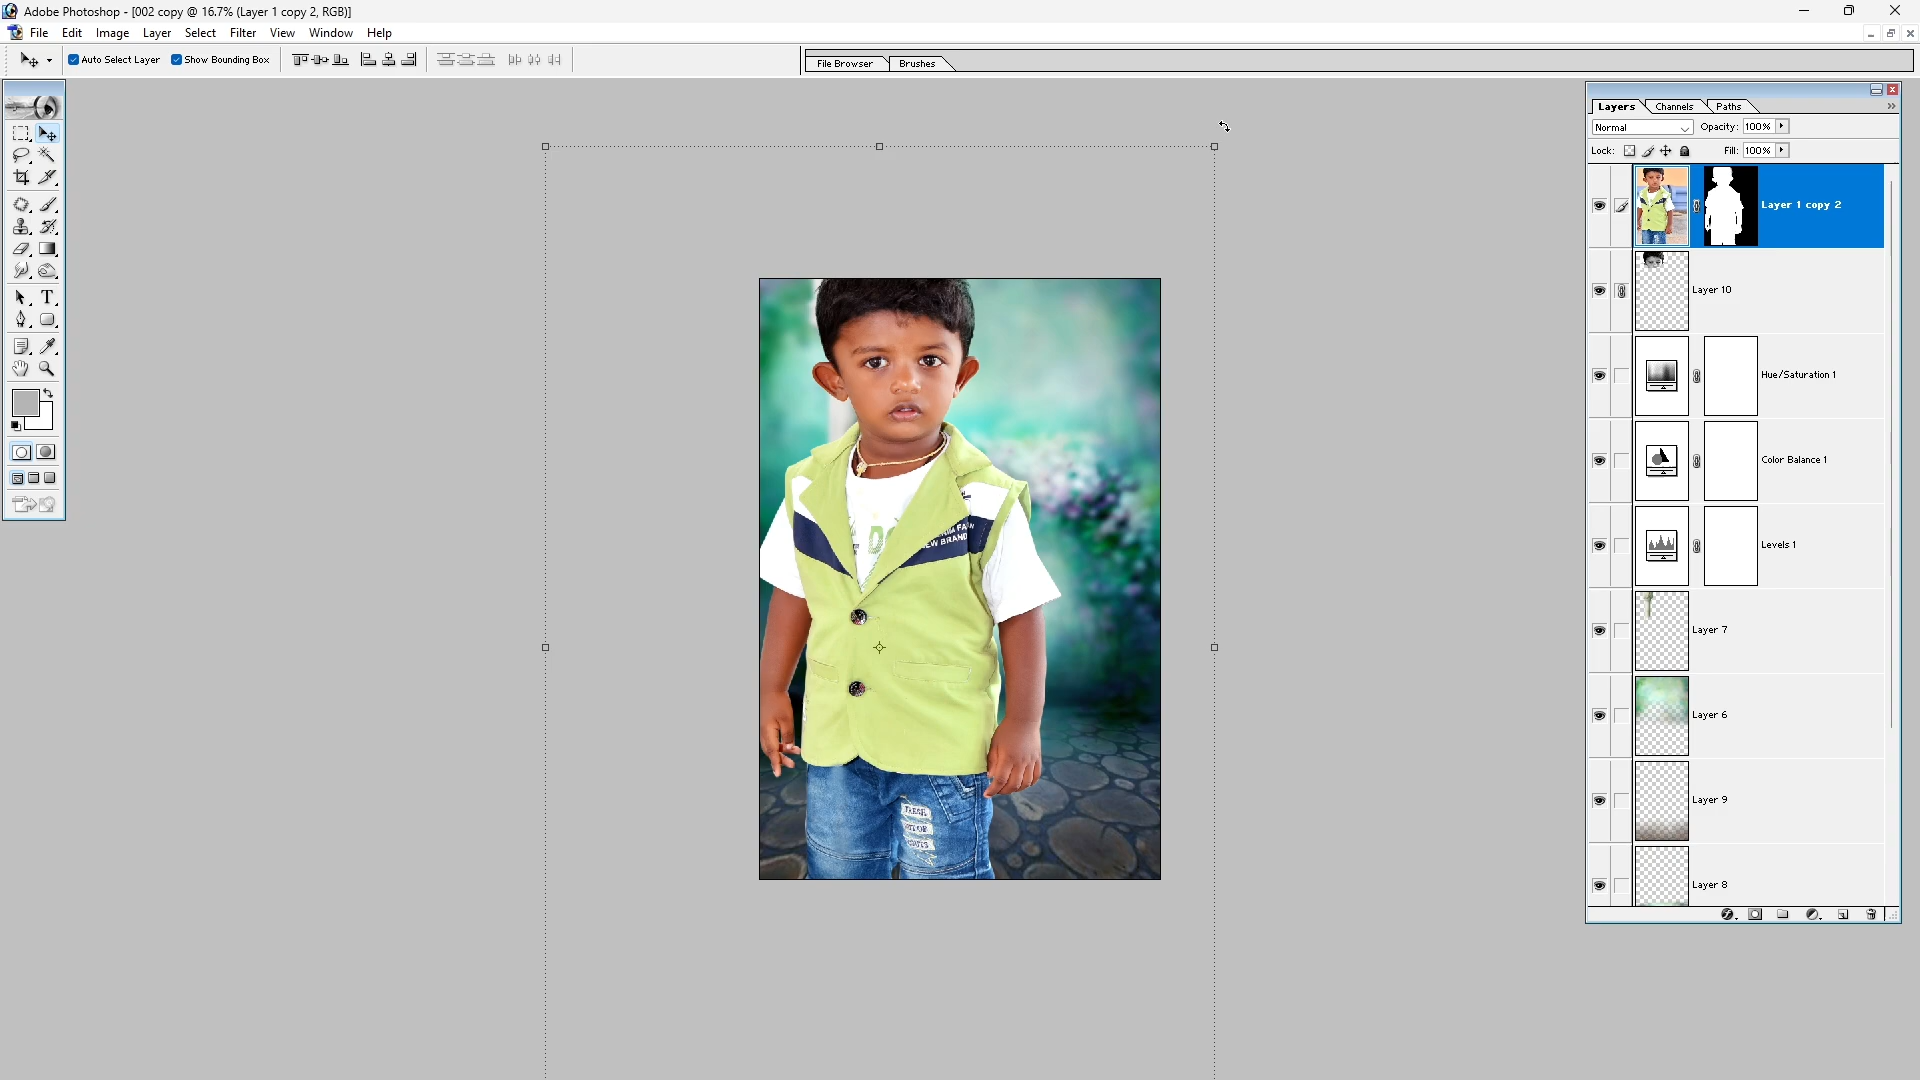 Adobe Photoshop - [002 copy @ 16.7% (Layer 1 copy 2, RGB)]
File Edit Image Layer Select Filter View Window Help
Auto Select Layer Show Bounding Box
File Browser Brushes
Layers Channels Paths
Normal Opacity: 100%
Lock: Fill: 100%
Layer 1 copy 2
Layer 10
Hue/Saturation 1
Color Balance 1
Levels 1
Layer 7
Layer 6
Layer 9
Layer 8
EW BRAND
FRESH